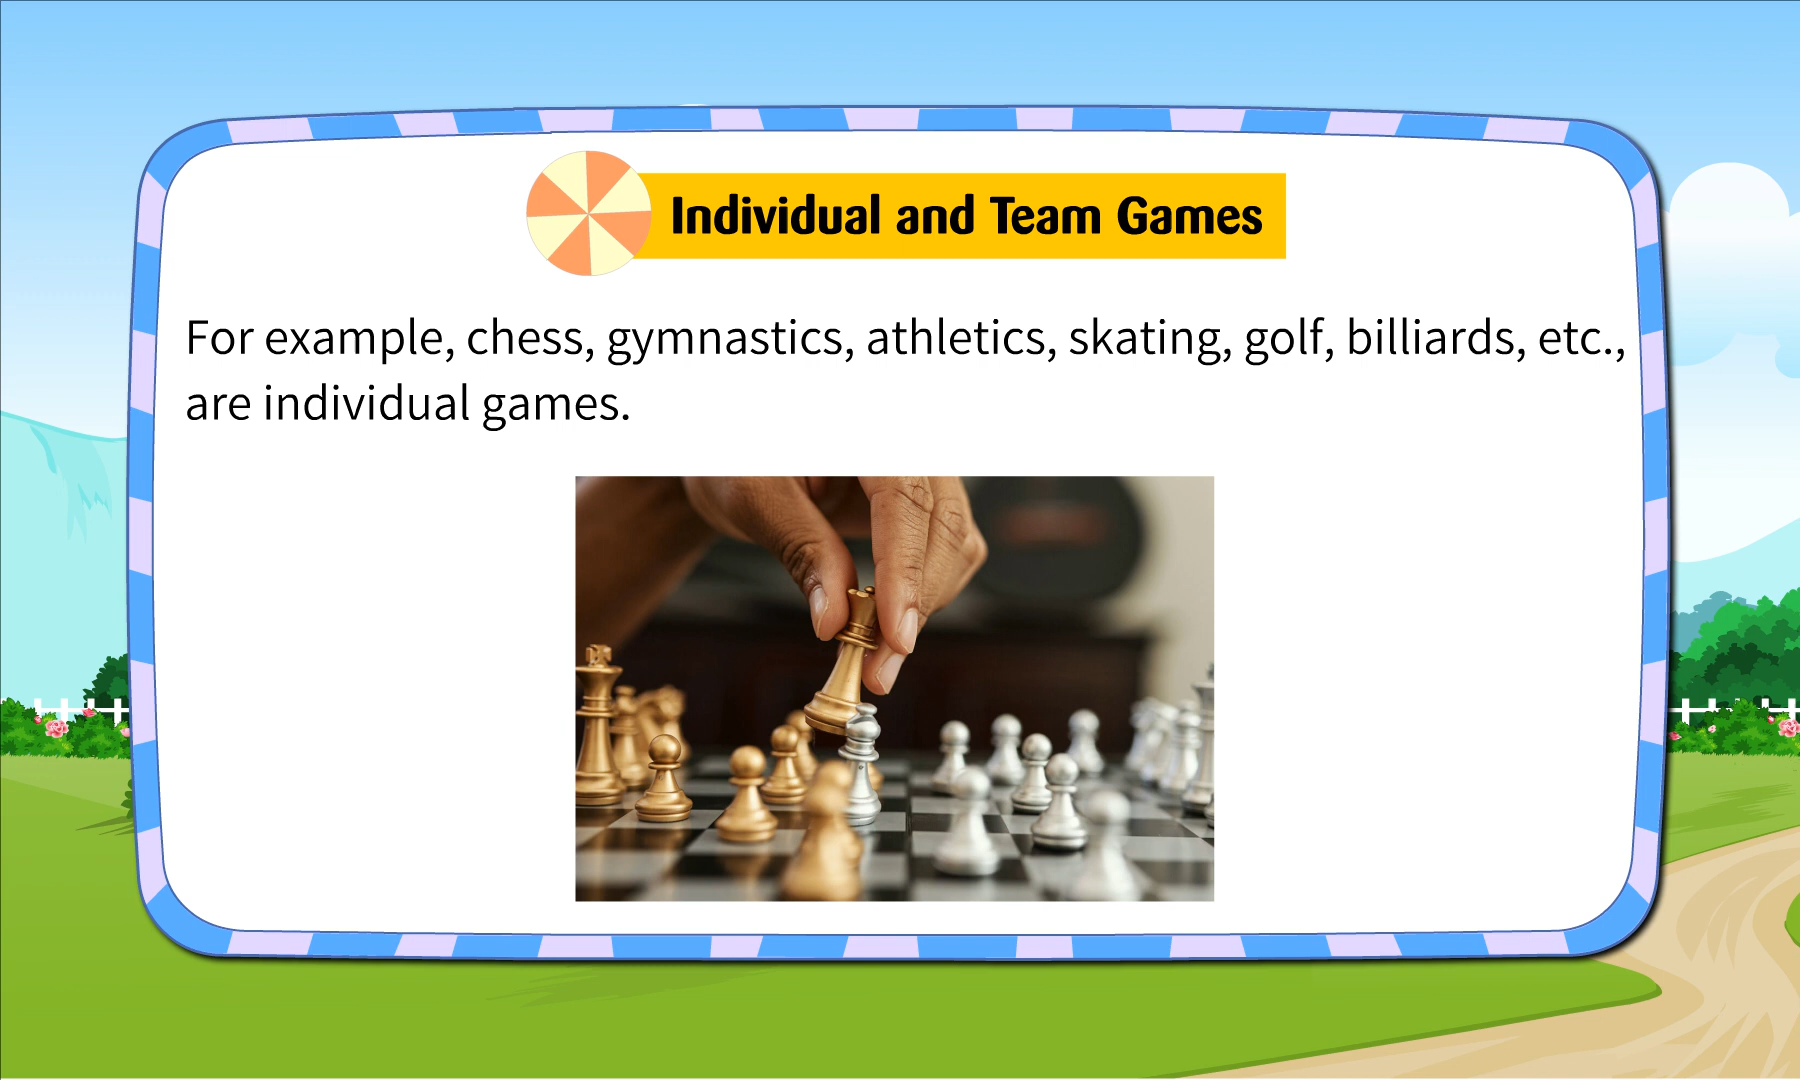 Individual and Team Games
For example, chess, gymnastics, athletics, skating, golf, billiards, etc.,
are individual games.